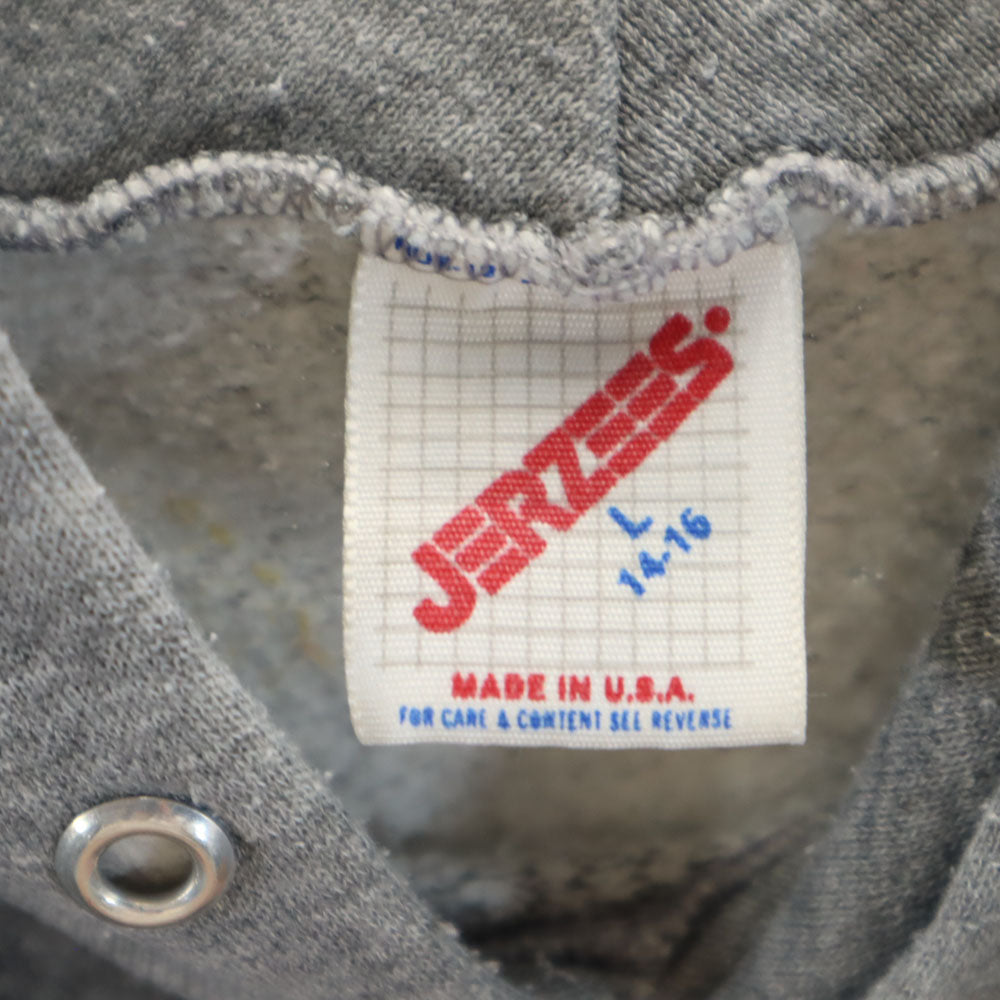 JERZEES.
L
14-16
MADE IN U.S.A.
FOR CARE & CONTENT SEE REVERSE